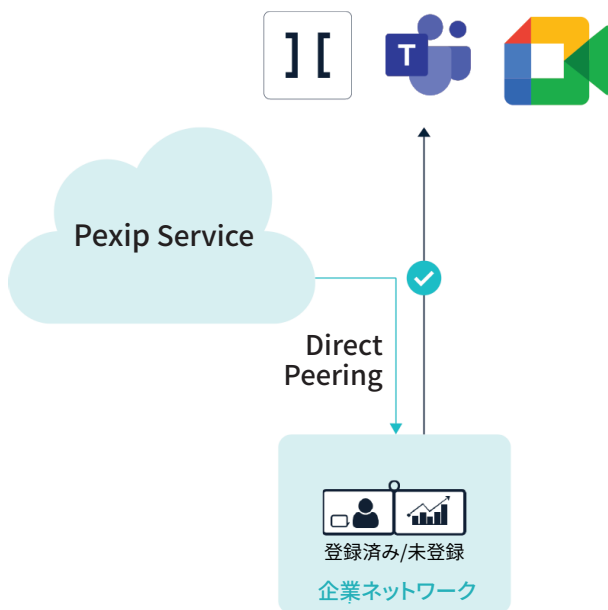 ][
T
Pexip Service
Direct
Peering
登録済み/未登録
企業ネットワーク